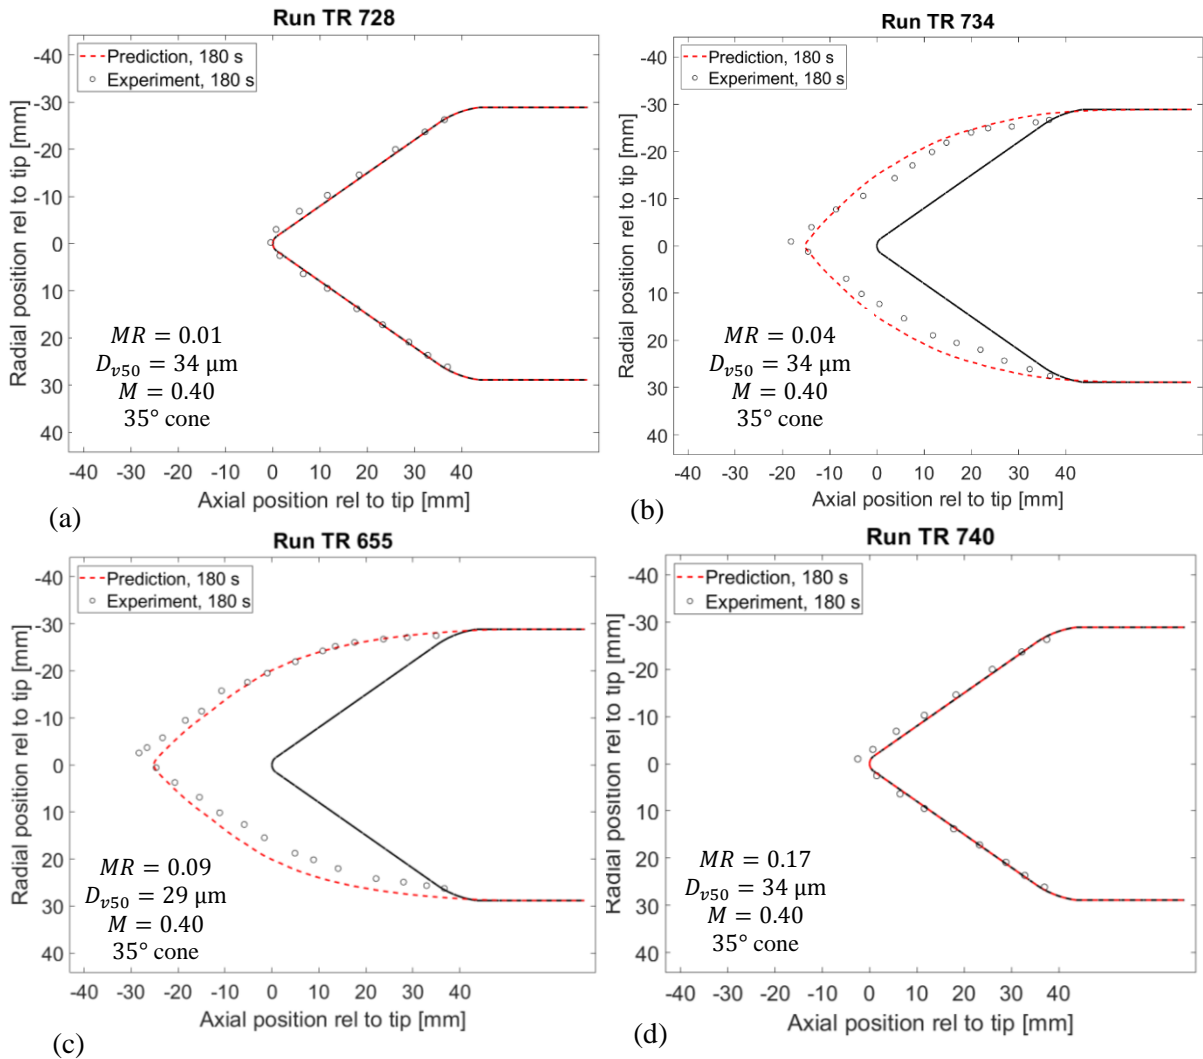 Run TR 728
Prediction, 180 s
Experiment, 180 s
-40
-30
-20
-10
0
10
20
30
40
Radial position rel to tip [mm]
MR = 0.01
D_{v50} = 34 μm
M = 0.40
35° cone
-40 -30 -20 -10 0 10 20 30 40
Axial position rel to tip [mm]
(a)
Run TR 734
Prediction, 180 s
Experiment, 180 s
-40
-30
-20
-10
0
10
20
30
40
Radial position rel to tip [mm]
MR = 0.04
D_{v50} = 34 μm
M = 0.40
35° cone
-40 -30 -20 -10 0 10 20 30 40
Axial position rel to tip [mm]
(b)
Run TR 655
Prediction, 180 s
Experiment, 180 s
-40
-30
-20
-10
0
10
20
30
40
Radial position rel to tip [mm]
MR = 0.09
D_{v50} = 29 μm
M = 0.40
35° cone
-40 -30 -20 -10 0 10 20 30 40
Axial position rel to tip [mm]
(c)
Run TR 740
Prediction, 180 s
Experiment, 180 s
-40
-30
-20
-10
0
10
20
30
40
Radial position rel to tip [mm]
MR = 0.17
D_{v50} = 34 μm
M = 0.40
35° cone
-40 -30 -20 -10 0 10 20 30 40
Axial position rel to tip [mm]
(d)